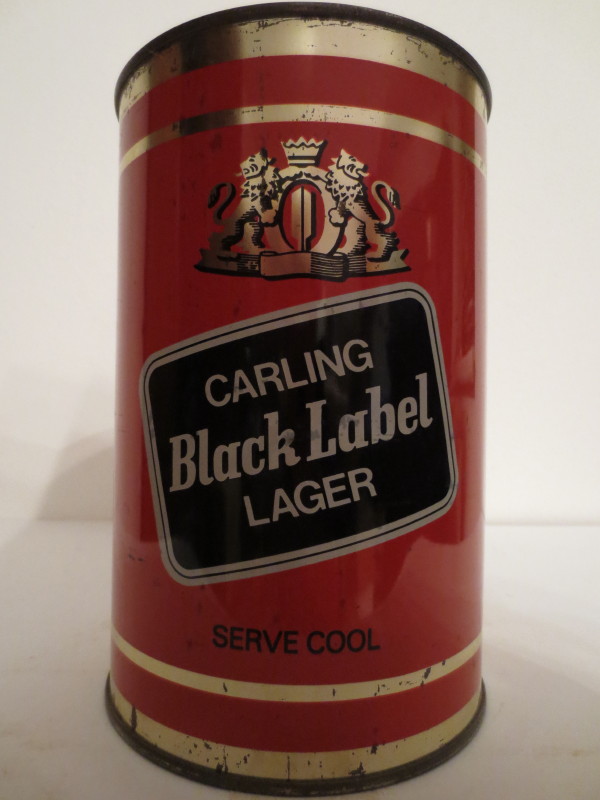 CARLING
Black Label
LAGER
SERVE COOL